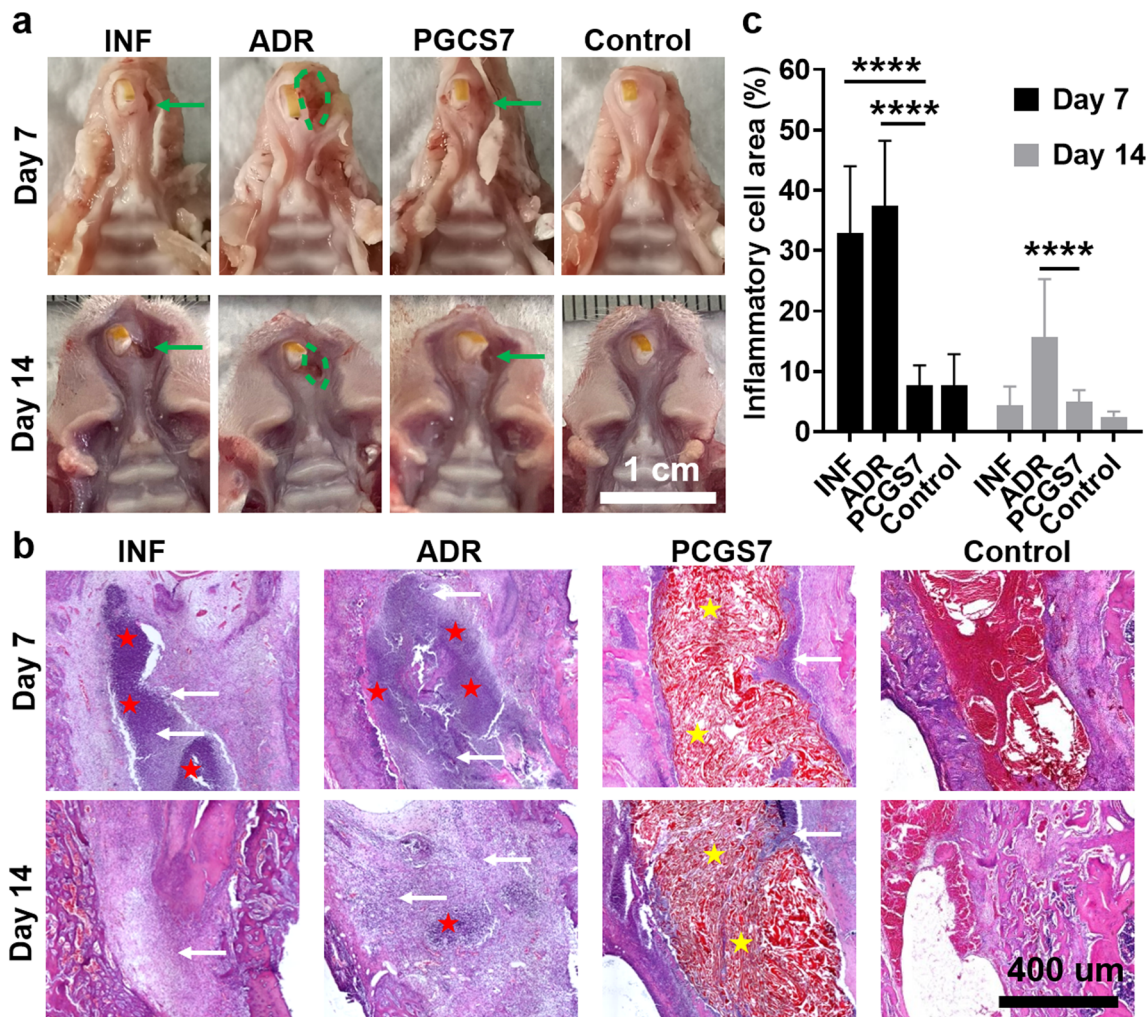 a
INF ADR PGCS7 Control
Day 7
Day 14
1 cm
c
Inflammatory cell area (%)
60
50
40
30
20
10
0
****
****
****
Day 7
Day 14
INF ADR PCGS7 Control INF ADR PCGS7 Control
b
INF ADR PCGS7 Control
Day 7
Day 14
400 um